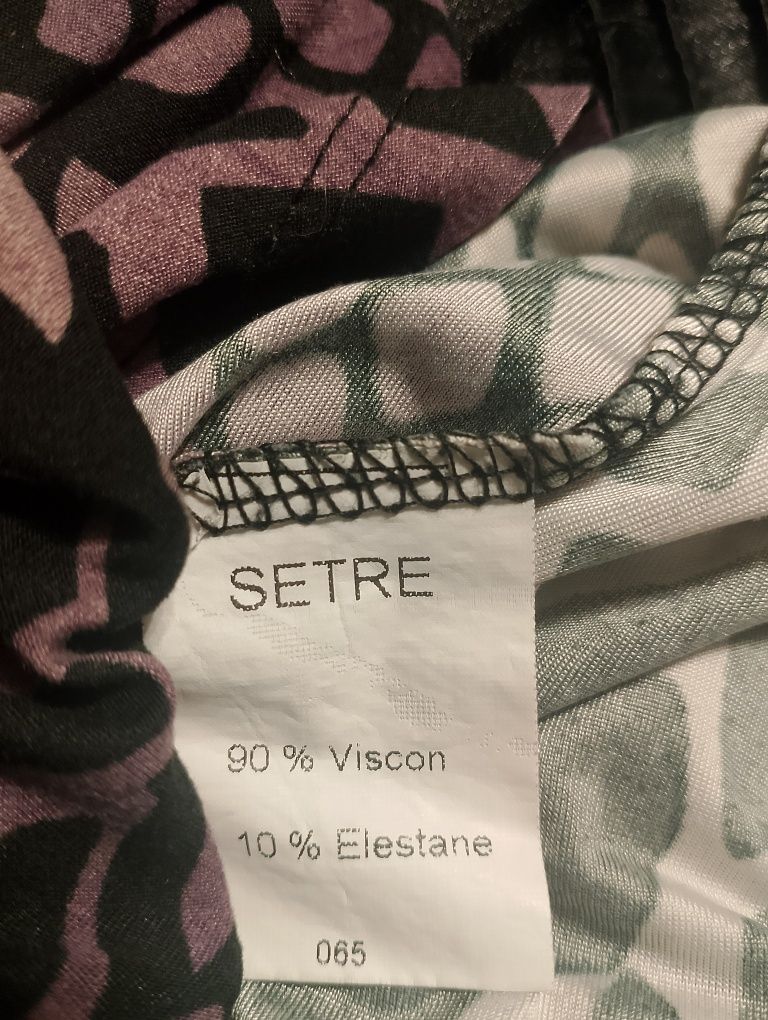 SETRE
90 % Viscon
10 % Elestane
065